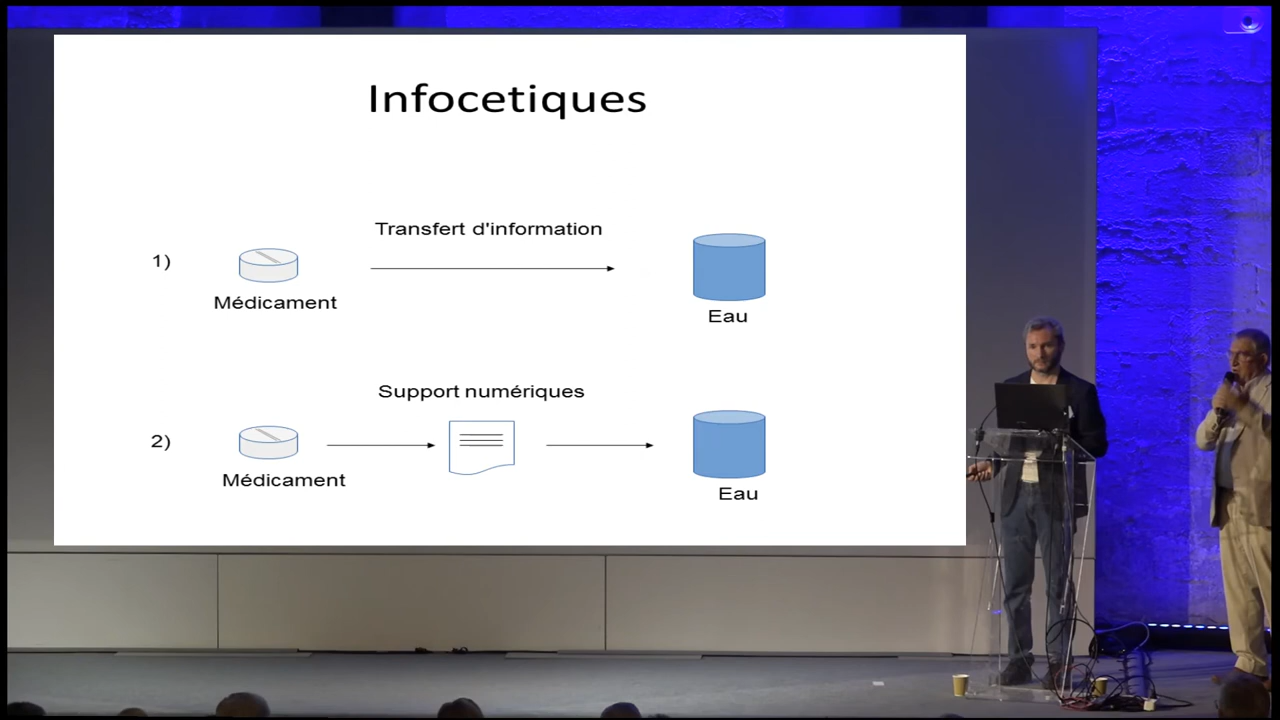 Infocetiques
Transfert d'information
1)
Médicament
Eau
Support numériques
2)
Médicament
Eau